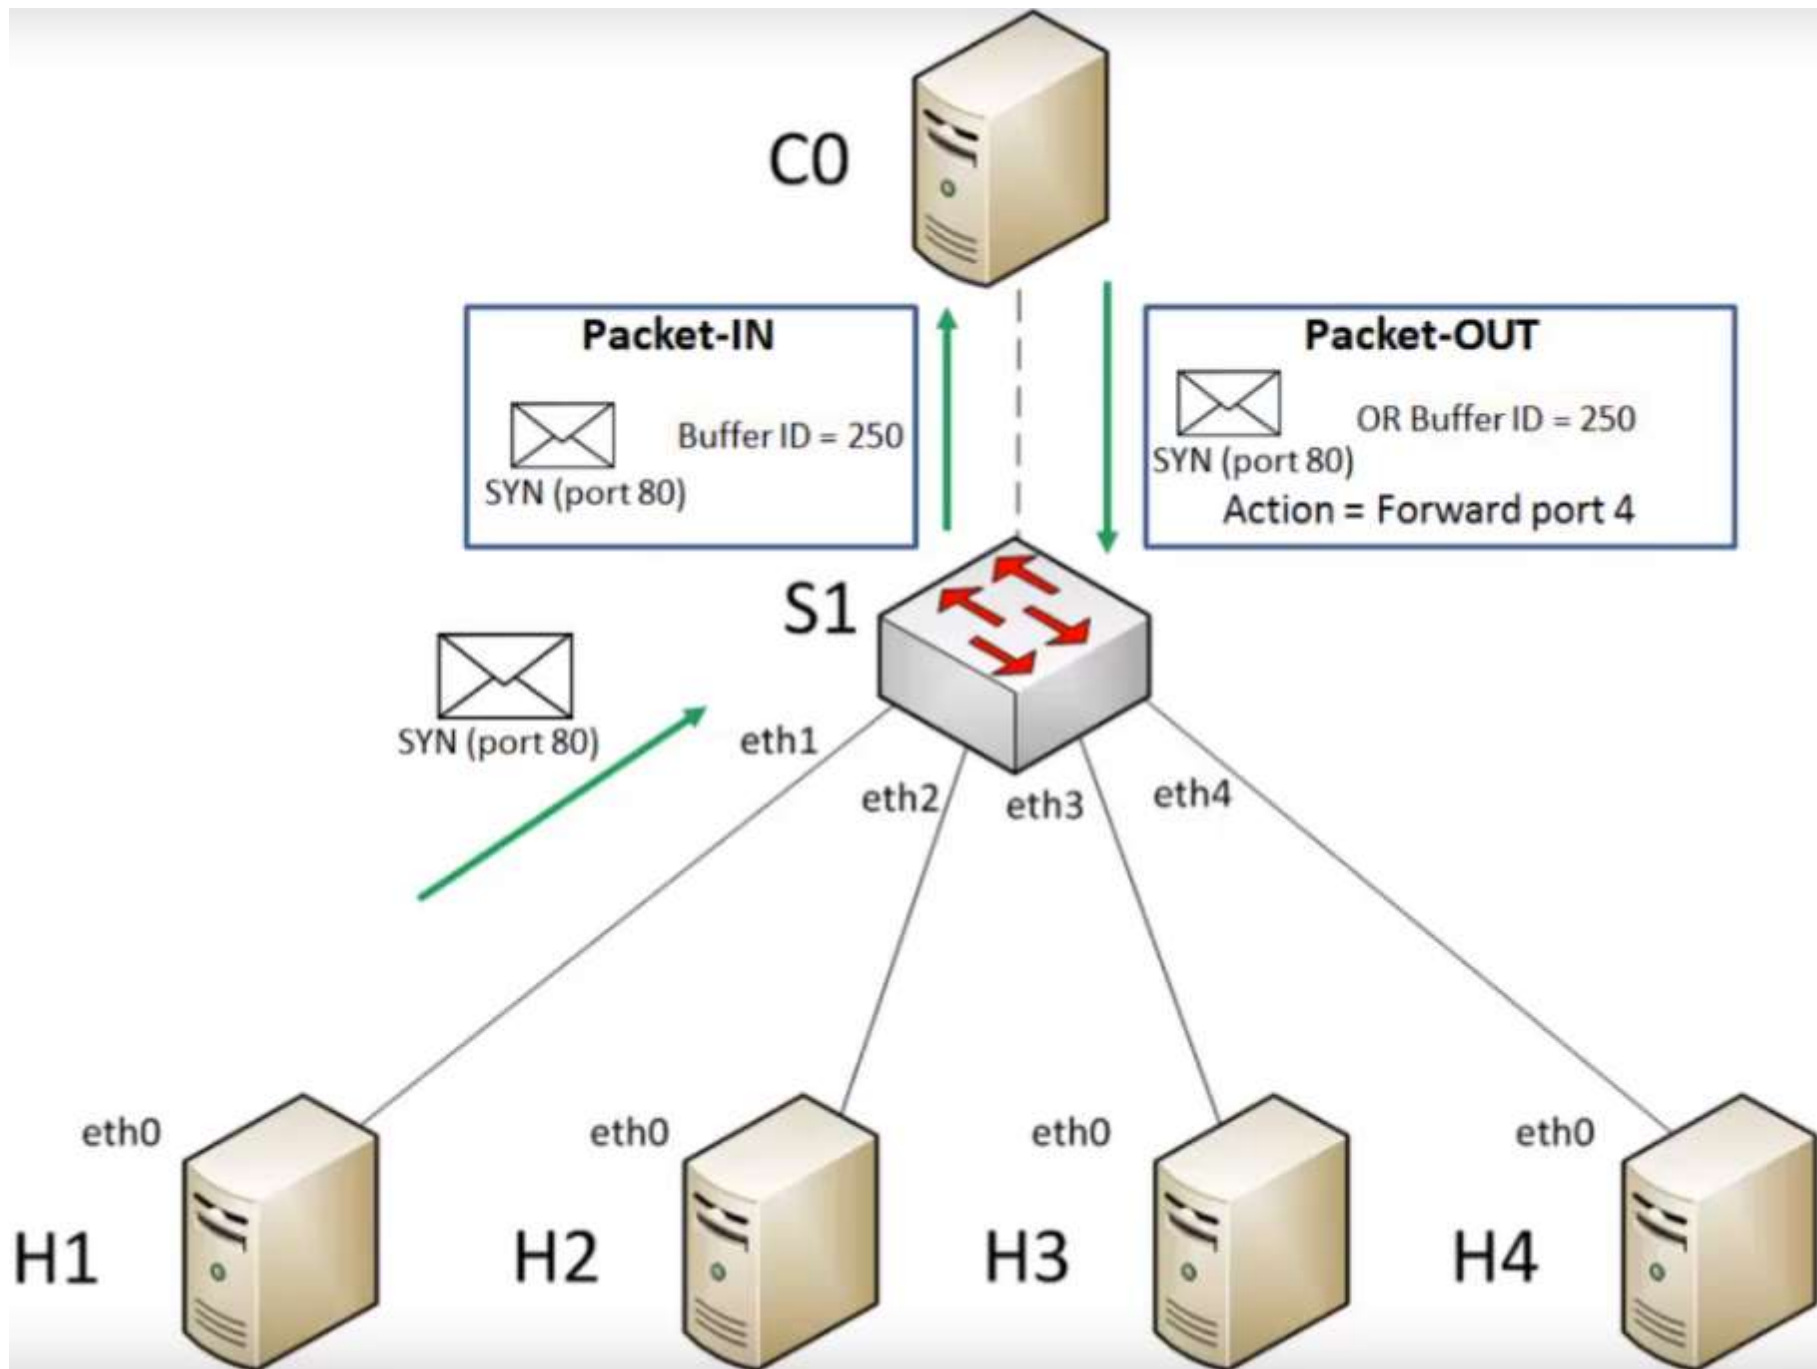 C0
Packet-IN
Buffer ID = 250
SYN (port 80)
Packet-OUT
OR Buffer ID = 250
SYN (port 80)
Action = Forward port 4
S1
SYN (port 80)
eth1
eth2
eth3
eth4
eth0
eth0
eth0
eth0
H1
H2
H3
H4